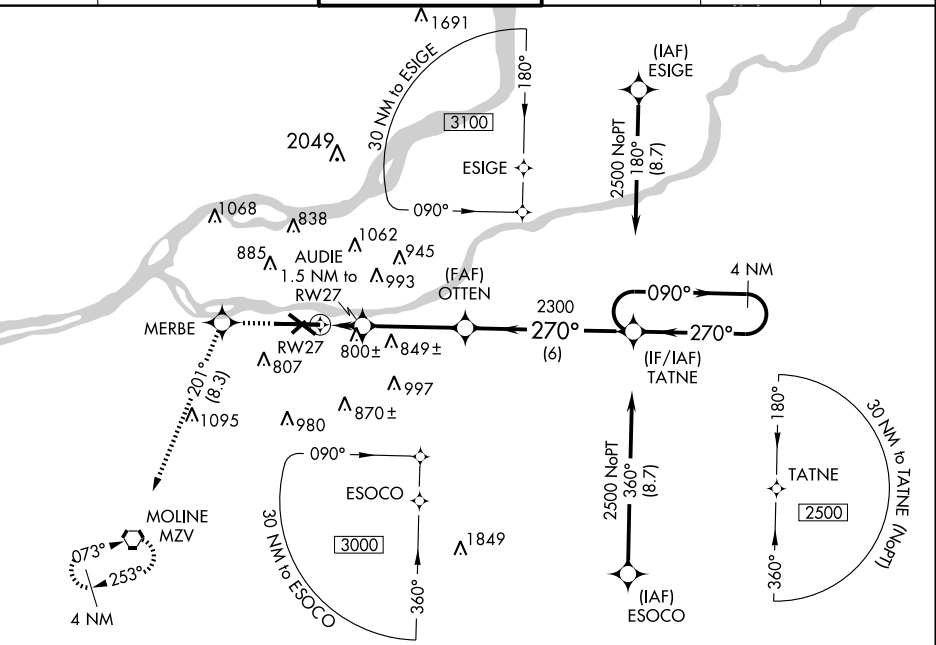 1691
30 NM to ESIGE
180°
3100
ESIGE
090°
2049
(IAF)
ESIGE
2500 NoPT
180°
(8.7)
1068
838
1062
885
945
993
AUDIE
1.5 NM to
RW27
(FAF)
OTTEN
2300
270°
(6)
090°
4 NM
270°
(IF/IAF)
TATNE
MERBE
RW27
800±
849±
807
997
870±
980
1095
201°
(8.3)
090°
ESOCO
30 NM to ESOCO
3000
360°
1849
2500 NoPT
360°
(8.7)
(IAF)
ESOCO
180°
TATNE
2500
30 NM to TATNE (NoPT)
360°
MOLINE
MZV
073°
253°
4 NM